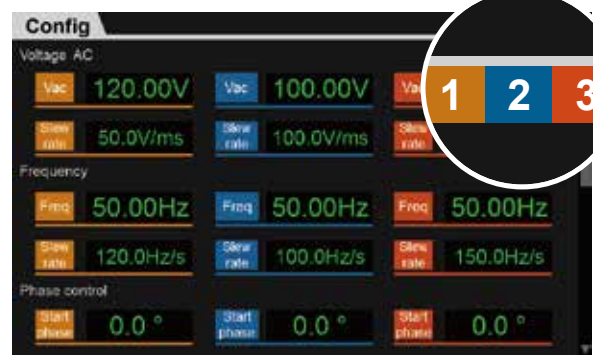 Config
Voltage AC
Vac 120.00V Vac 100.00V
1 2 3
Slew rate 50.0V/ms Slew rate 100.0V/ms Slew rate
Frequency
Freq 50.00Hz Freq 50.00Hz Freq 50.00Hz
Slew rate 120.0Hz/s Slew rate 100.0Hz/s Slew rate 150.0Hz/s
Phase control
Start phase 0.0 ° Start phase 0.0 ° Start phase 0.0 °